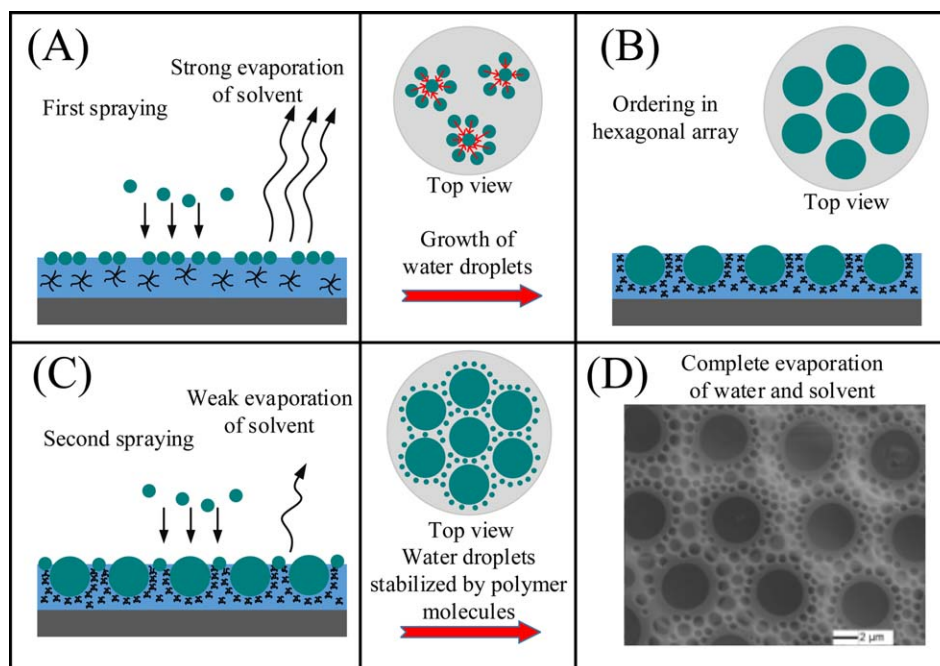 (A)
Strong evaporation
of solvent
First spraying
Top view
Growth of
water droplets
(B)
Ordering in
hexagonal array
Top view
(C)
Weak evaporation
of solvent
Second spraying
Top view
Water droplets
stabilized by polymer
molecules
(D)
Complete evaporation
of water and solvent
2 µm